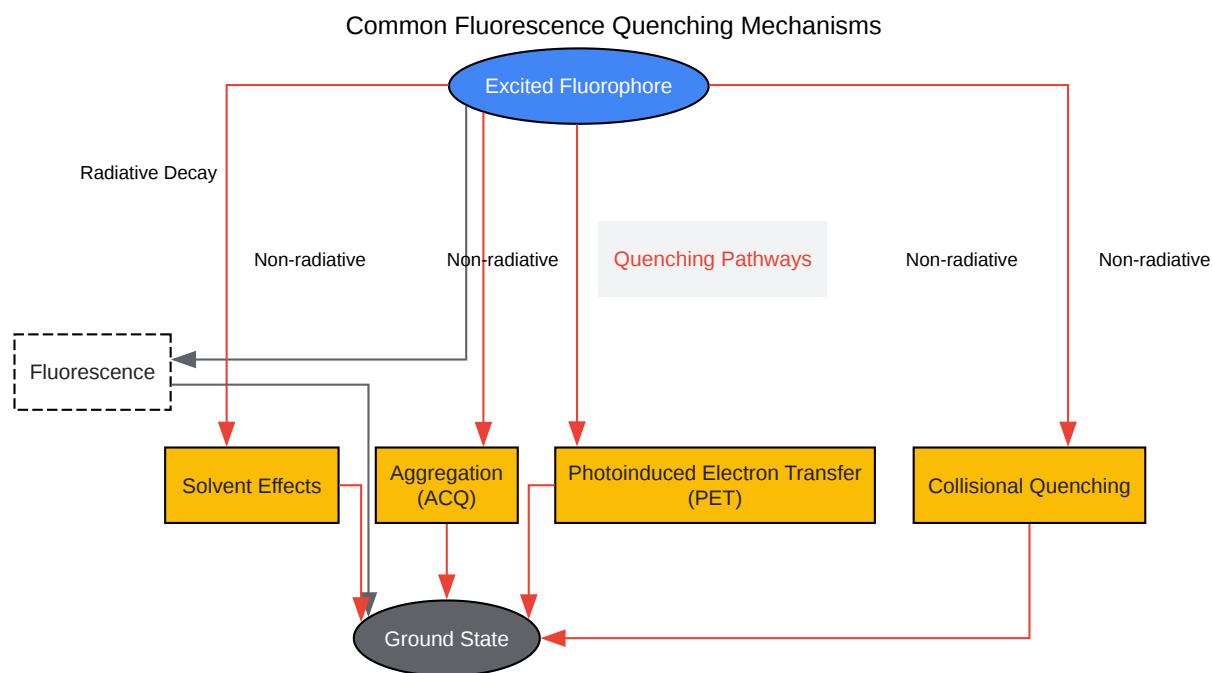 Common Fluorescence Quenching Mechanisms
Excited Fluorophore
Radiative Decay
Non-radiative
Non-radiative
Quenching Pathways
Non-radiative
Non-radiative
Fluorescence
Solvent Effects
Aggregation
(ACQ)
Photoinduced Electron Transfer
(PET)
Collisional Quenching
Ground State